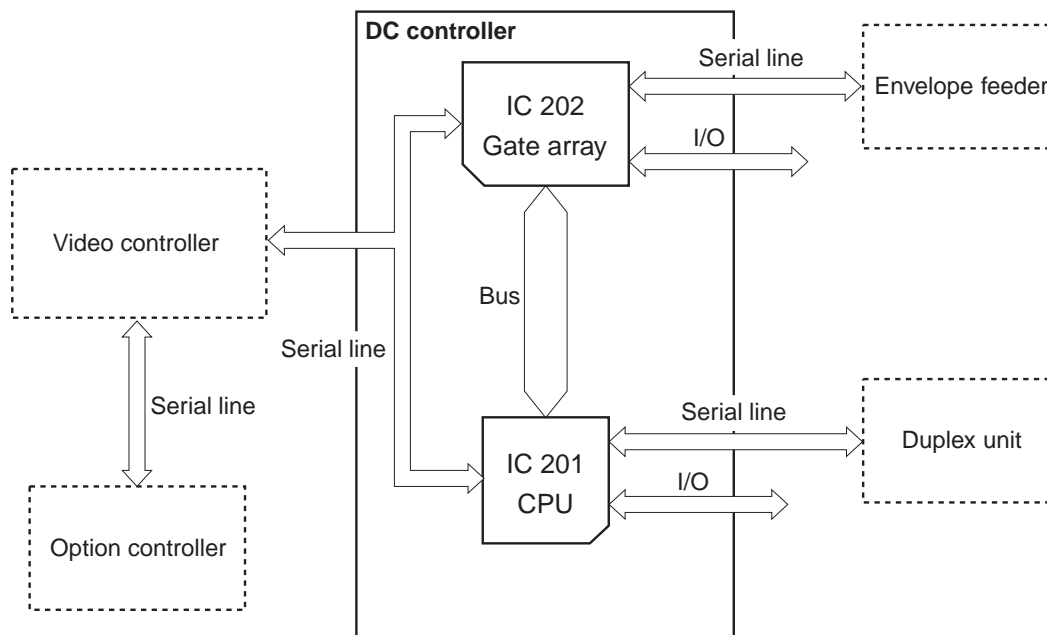 DC controller
Serial line
Envelope feeder
IC 202
Gate array
I/O
Video controller
Bus
Serial line
Serial line
Serial line
Duplex unit
IC 201
CPU
I/O
Option controller